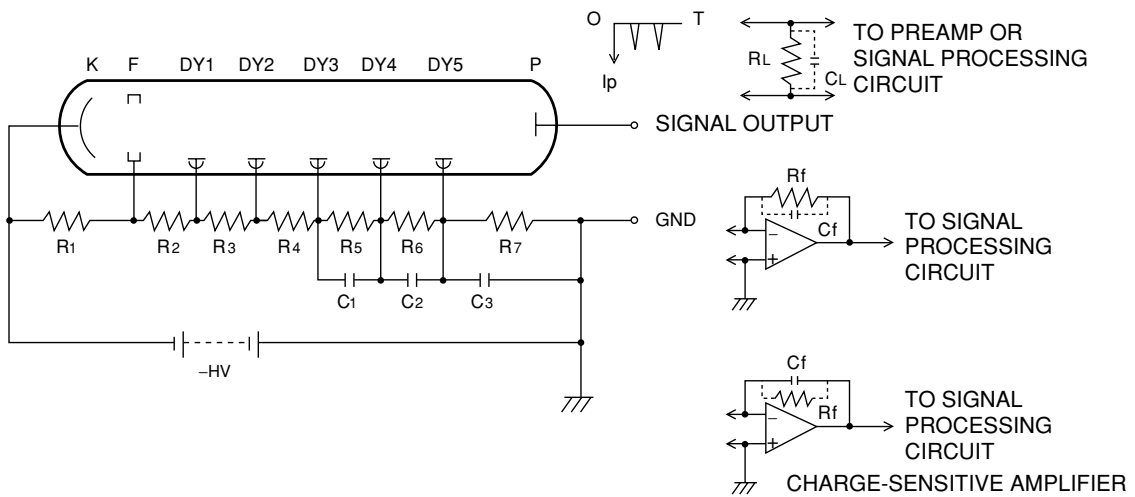 O T
Ip
RL
CL
TO PREAMP OR
SIGNAL PROCESSING
CIRCUIT
K F DY1 DY2 DY3 DY4 DY5 P
SIGNAL OUTPUT
GND
R1 R2 R3 R4 R5 R6 R7
C1 C2 C3
–HV
Rf
Cf
–
+
TO SIGNAL
PROCESSING
CIRCUIT
Cf
Rf
–
+
TO SIGNAL
PROCESSING
CIRCUIT
CHARGE-SENSITIVE AMPLIFIER